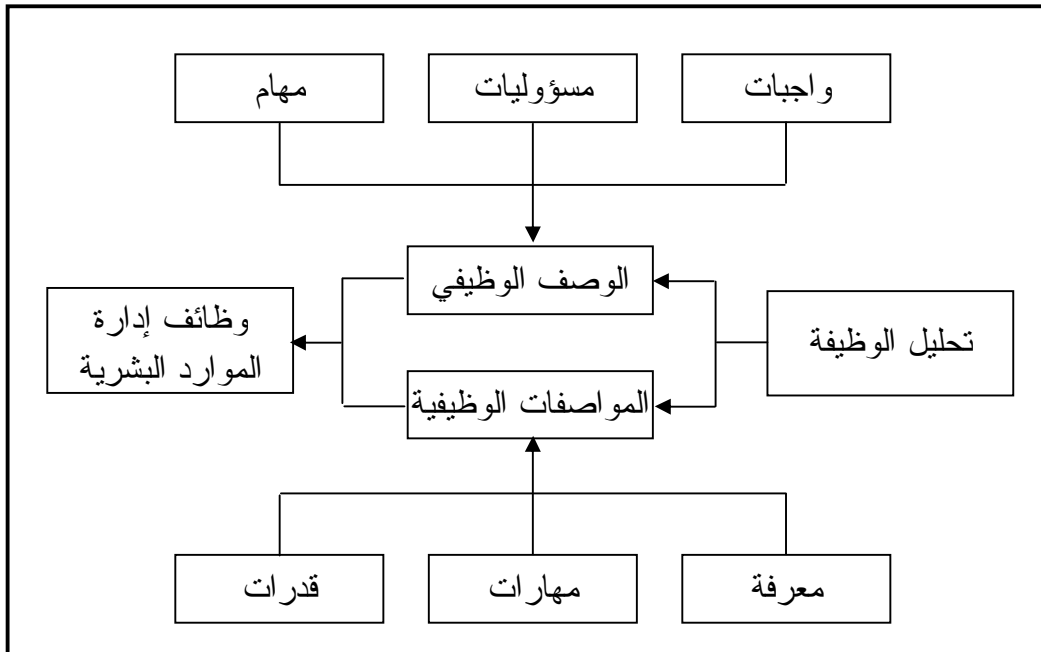 واجبات
مسؤوليات
مهام
الوصف الوظيفي
تحليل الوظيفة
وظائف إدارة
الموارد البشرية
المواصفات الوظيفية
معرفة
مهارات
قدرات